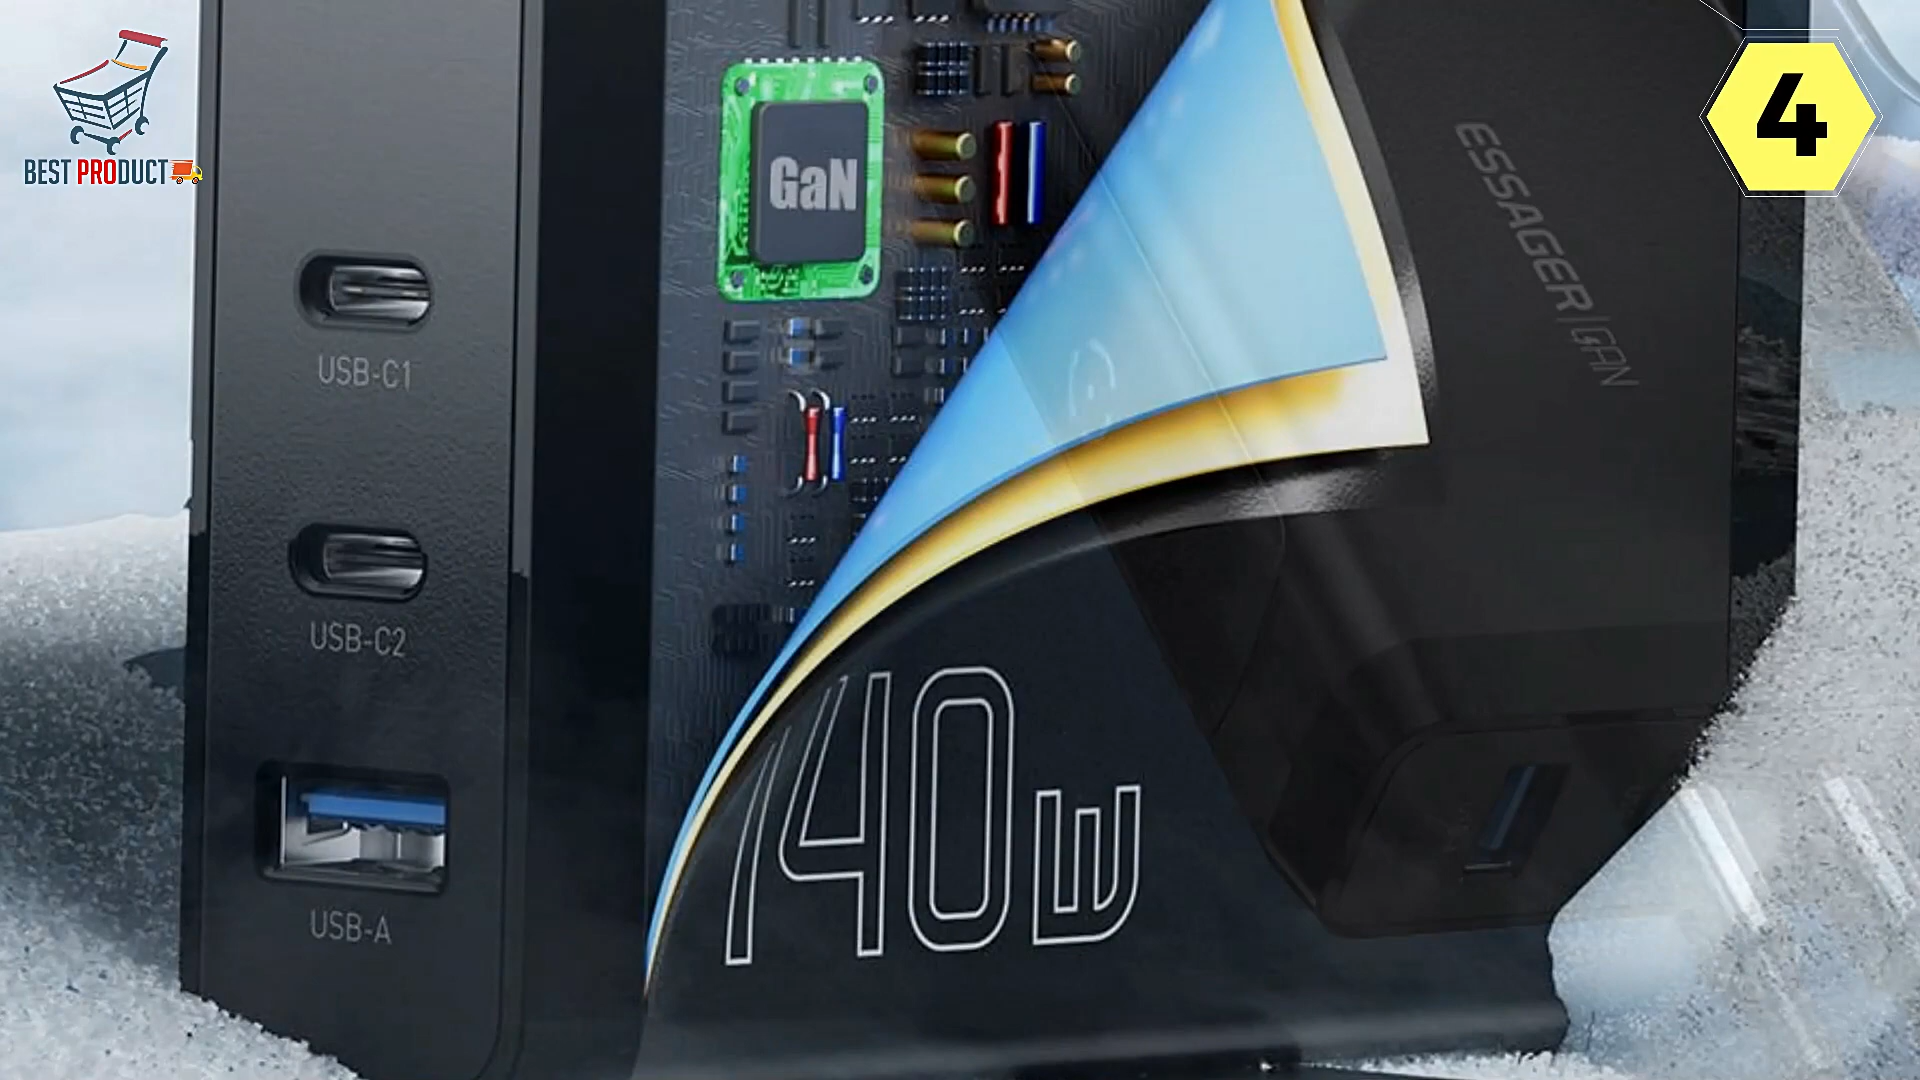 BEST PRODUCT
4
GaN
ESSAGER|GAN
USB-C1
USB-C2
USB-A
140W